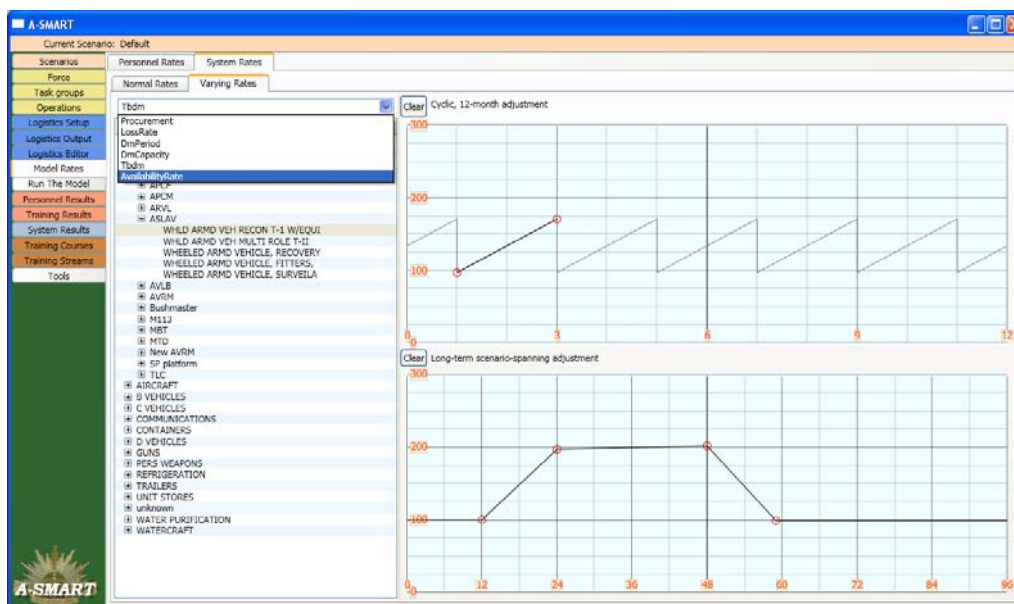 A-SMART
Current Scenario: Default
Scenarios
Force
Task groups
Operations
Logistics Setup
Logistics Output
Logistics Editor
Model Rates
Run The Model
Personnel Results
Training Results
System Results
Training Courses
Training Streams
Tools
A-SMART
Personnel Rates System Rates
Normal Rates Varying Rates
Tbdm
Procurement
LossRate
DmPeriod
DmCapacity
Tbdm
AvailabilityRate
APCF
APCM
ARVL
ASLAV
WHLD ARMD VEH RECON T-1 W/EQUI
WHLD ARMD VEH MULTI ROLE T-II
WHEELED ARMD VEHICLE, RECOVERY
WHEELED ARMD VEHICLE, FITTERS,
WHEELED ARMD VEHICLE, SURVEILA
AVLB
AVRM
Bushmaster
M113
MBT
MTD
New AVRM
SP platform
TLC
AIRCRAFT
B VEHICLES
C VEHICLES
COMMUNICATIONS
CONTAINERS
D VEHICLES
GUNS
PERS WEAPONS
REFRIGERATION
TRAILERS
UNIT STORES
unknown
WATER PURIFICATION
WATERCRAFT
Clear Cyclic, 12-month adjustment
300
200
100
0 0 3 6 9 12
Clear Long-term scenario-spanning adjustment
300
200
100
0 0 12 24 36 48 60 72 84 96